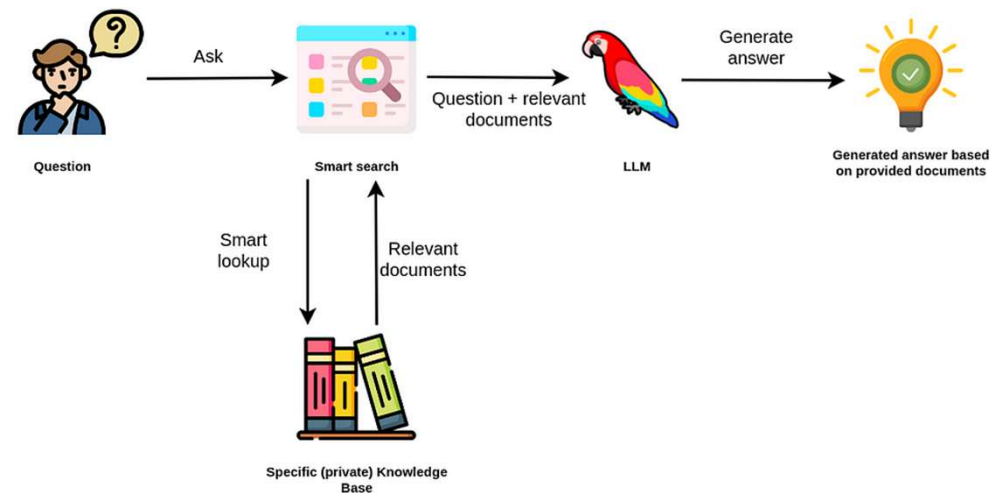 ?
Ask
Generate
answer
Question + relevant
documents
Question
Smart search
LLM
Generated answer based
on provided documents
Smart
lookup
Relevant
documents
Specific (private) Knowledge
Base